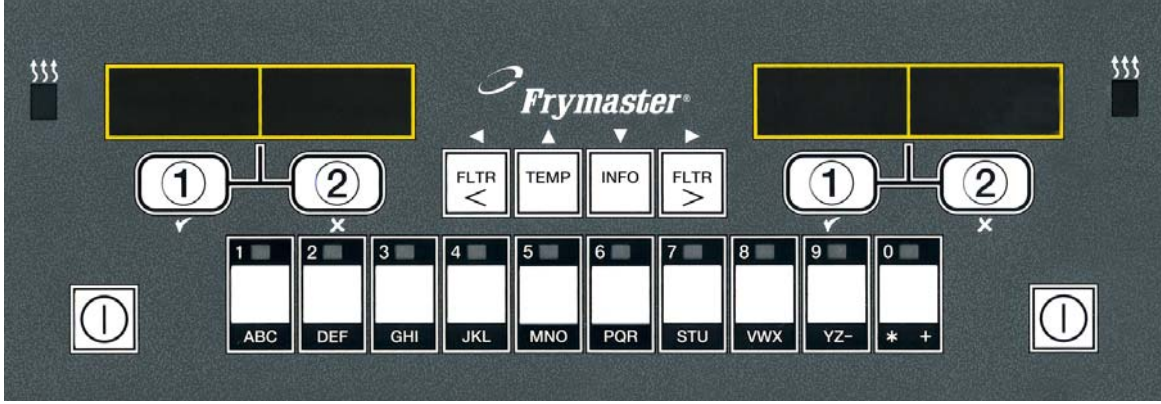 Frymaster®
◄ ▲ ▼ ►
FLTR < TEMP INFO FLTR >
① ② ① ②
✔ ✘ ✔ ✘
1 2 3 4 5 6 7 8 9 0
ABC DEF GHI JKL MNO PQR STU VWX YZ– * +